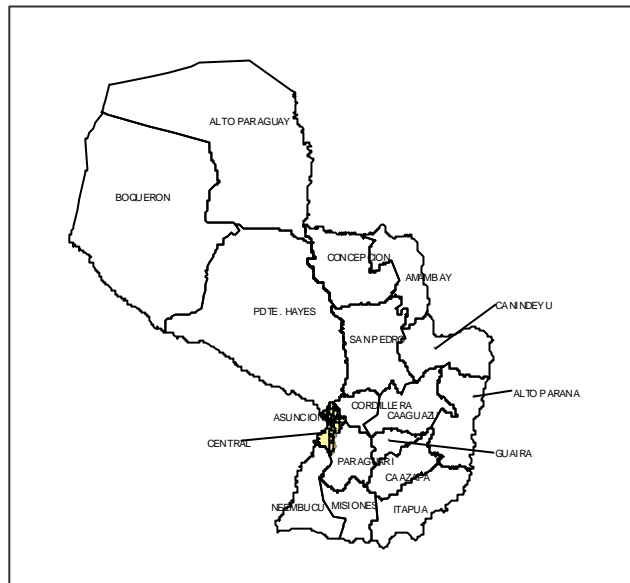 ALTO PARAGUAY
BOQUERON
CONCEPCION
AMAMBAY
PDTE. HAYES
CANINDEYU
SAN PEDRO
ALTO PARANA
CORDILLERA
ASUNCION
CAAGUAZU
CENTRAL
GUAIRA
PARAGUARI
CAAZAPA
NEEMBUCU
MISIONES
ITAPUA